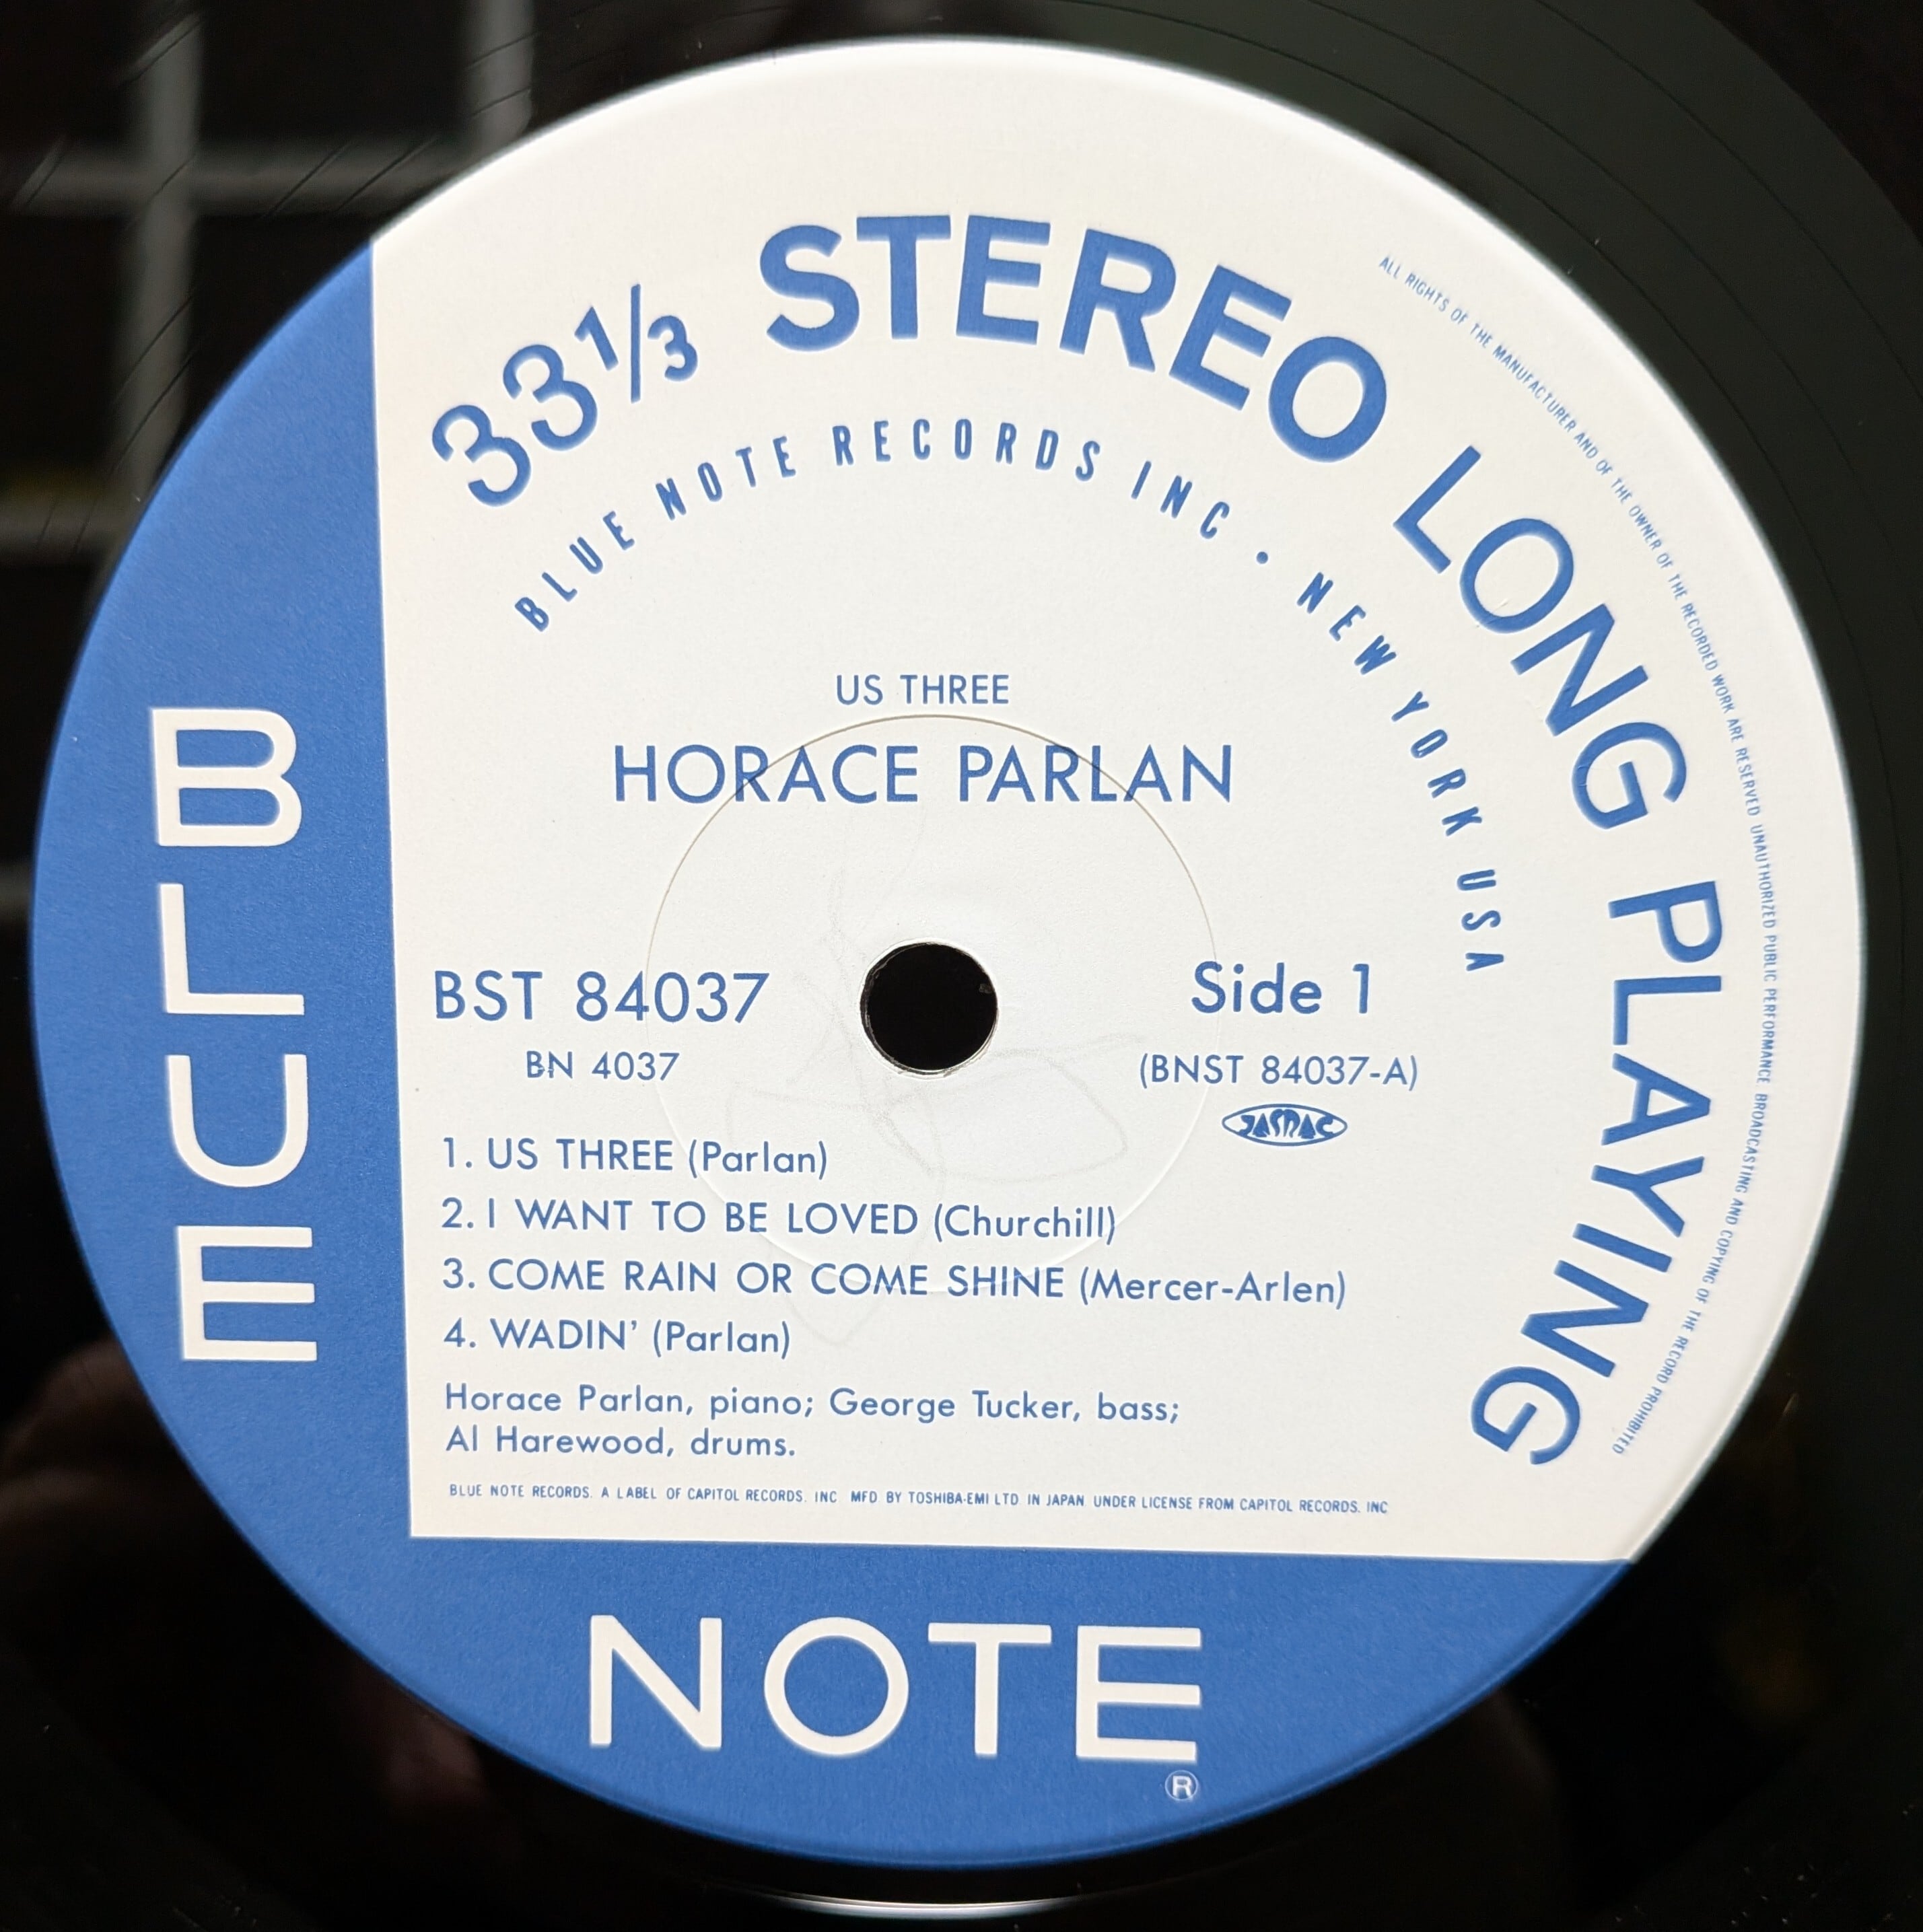 33 1/3 STEREO LONG PLAYING
BLUE NOTE RECORDS INC • NEW YORK USA
ALL RIGHTS OF THE MANUFACTURER AND OF THE OWNER OF THE RECORDED WORK ARE RESERVED UNAUTHORIZED PUBLIC PERFORMANCE BROADCASTING AND COPYING OF THE RECORD PROHIBITED
US THREE
HORACE PARLAN
BST 84037
BN 4037
Side 1
(BNST 84037-A)
JASRAC
1. US THREE (Parlan)
2. I WANT TO BE LOVED (Churchill)
3. COME RAIN OR COME SHINE (Mercer-Arlen)
4. WADIN' (Parlan)
Horace Parlan, piano; George Tucker, bass;
Al Harewood, drums.
BLUE NOTE RECORDS. A LABEL OF CAPITOL RECORDS. INC MFD BY TOSHIBA-EMI LTD IN JAPAN UNDER LICENSE FROM CAPITOL RECORDS. INC
BLUE
NOTE
®